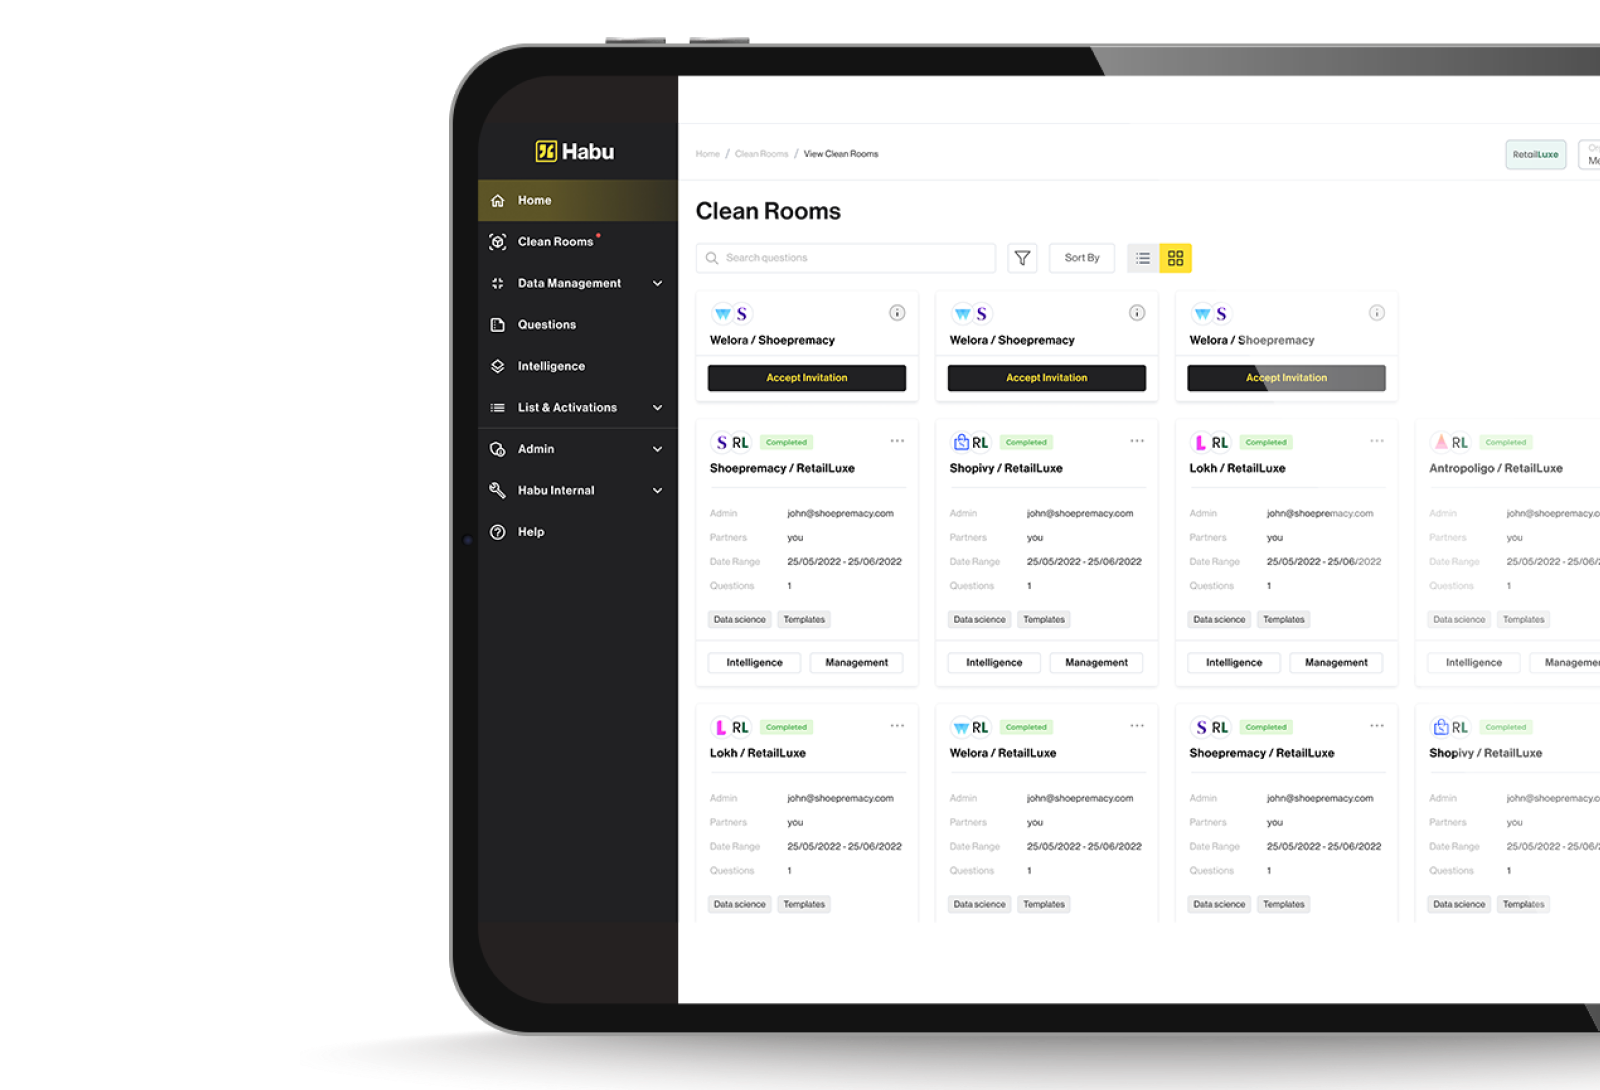 Habu
Home
Clean Rooms
Data Management
Questions
Intelligence
List & Activations
Admin
Habu Internal
Help
Home / Clean Rooms / View Clean Rooms
RetailLuxe
Clean Rooms
Search questions
Sort By
W S
Welora / Shoepremacy
Accept Invitation
W S
Welora / Shoepremacy
Accept Invitation
W S
Welora / Shoepremacy
Accept Invitation
S RL Completed
Shoepremacy / RetailLuxe
Admin john@shoepremacy.com
Partners you
Date Range 25/05/2022 - 25/06/2022
Questions 1
Data science Templates
Intelligence Management
RL Completed
Shopivy / RetailLuxe
Admin john@shoepremacy.com
Partners you
Date Range 25/05/2022 - 25/06/2022
Questions 1
Data science Templates
Intelligence Management
L RL Completed
Lokh / RetailLuxe
Admin john@shoepremacy.com
Partners you
Date Range 25/05/2022 - 25/06/2022
Questions 1
Data science Templates
Intelligence Management
RL Completed
Antropoligo / RetailLuxe
Admin john@shoepremacy.co
Partners you
Date Range 25/05/2022 - 25/06/
Questions 1
Data science Templates
Intelligence Manageme
L RL Completed
Lokh / RetailLuxe
Admin john@shoepremacy.com
Partners you
Date Range 25/05/2022 - 25/06/2022
Questions 1
Data science Templates
W RL Completed
Welora / RetailLuxe
Admin john@shoepremacy.com
Partners you
Date Range 25/05/2022 - 25/06/2022
Questions 1
Data science Templates
S RL Completed
Shoepremacy / RetailLuxe
Admin john@shoepremacy.com
Partners you
Date Range 25/05/2022 - 25/06/2022
Questions 1
Data science Templates
RL Completed
Shopivy / RetailLuxe
Admin john@shoepremacy.co
Partners you
Date Range 25/05/2022 - 25/06/
Questions 1
Data science Templates